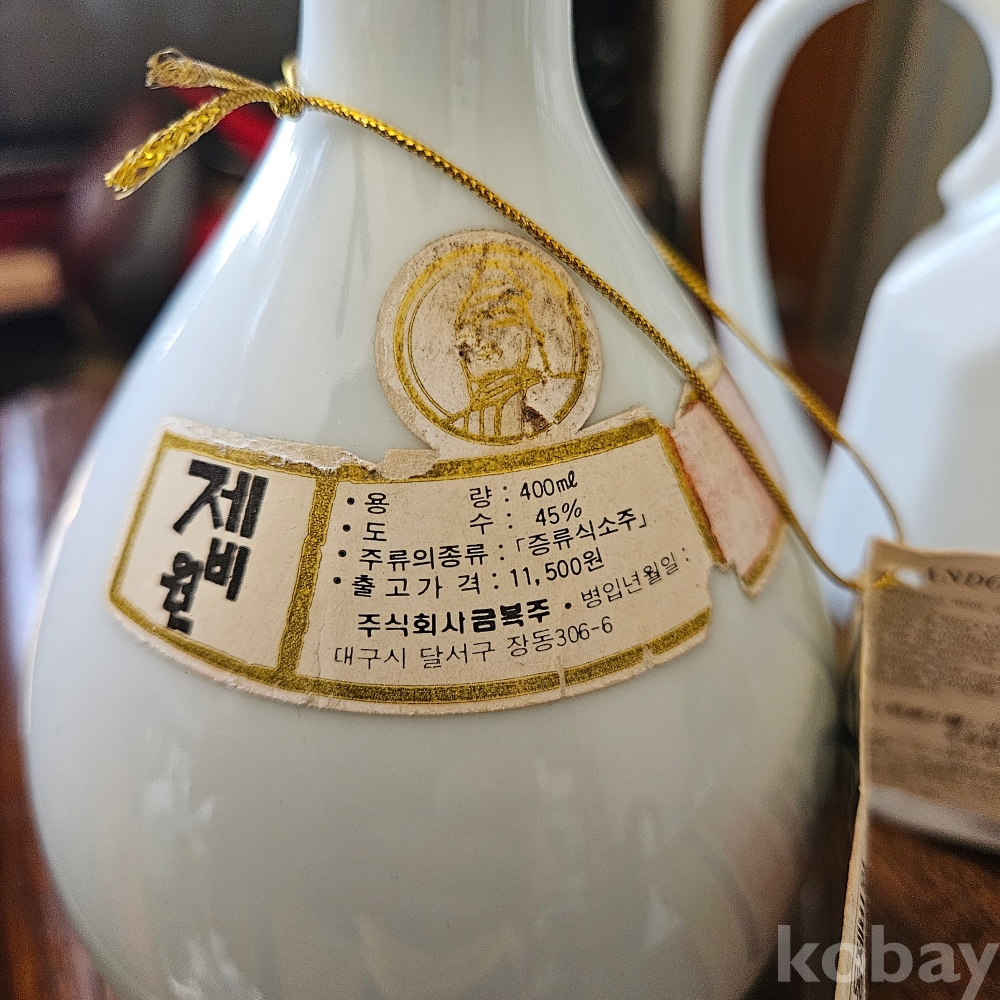 제비원
• 용 량 : 400㎖
• 도 수 : 45%
• 주류의종류 : 「증류식소주」
• 출고가격 : 11,500원
주식회사금복주 • 병입년월일 :
대구시 달서구 장동306-6
ANDO
kobay